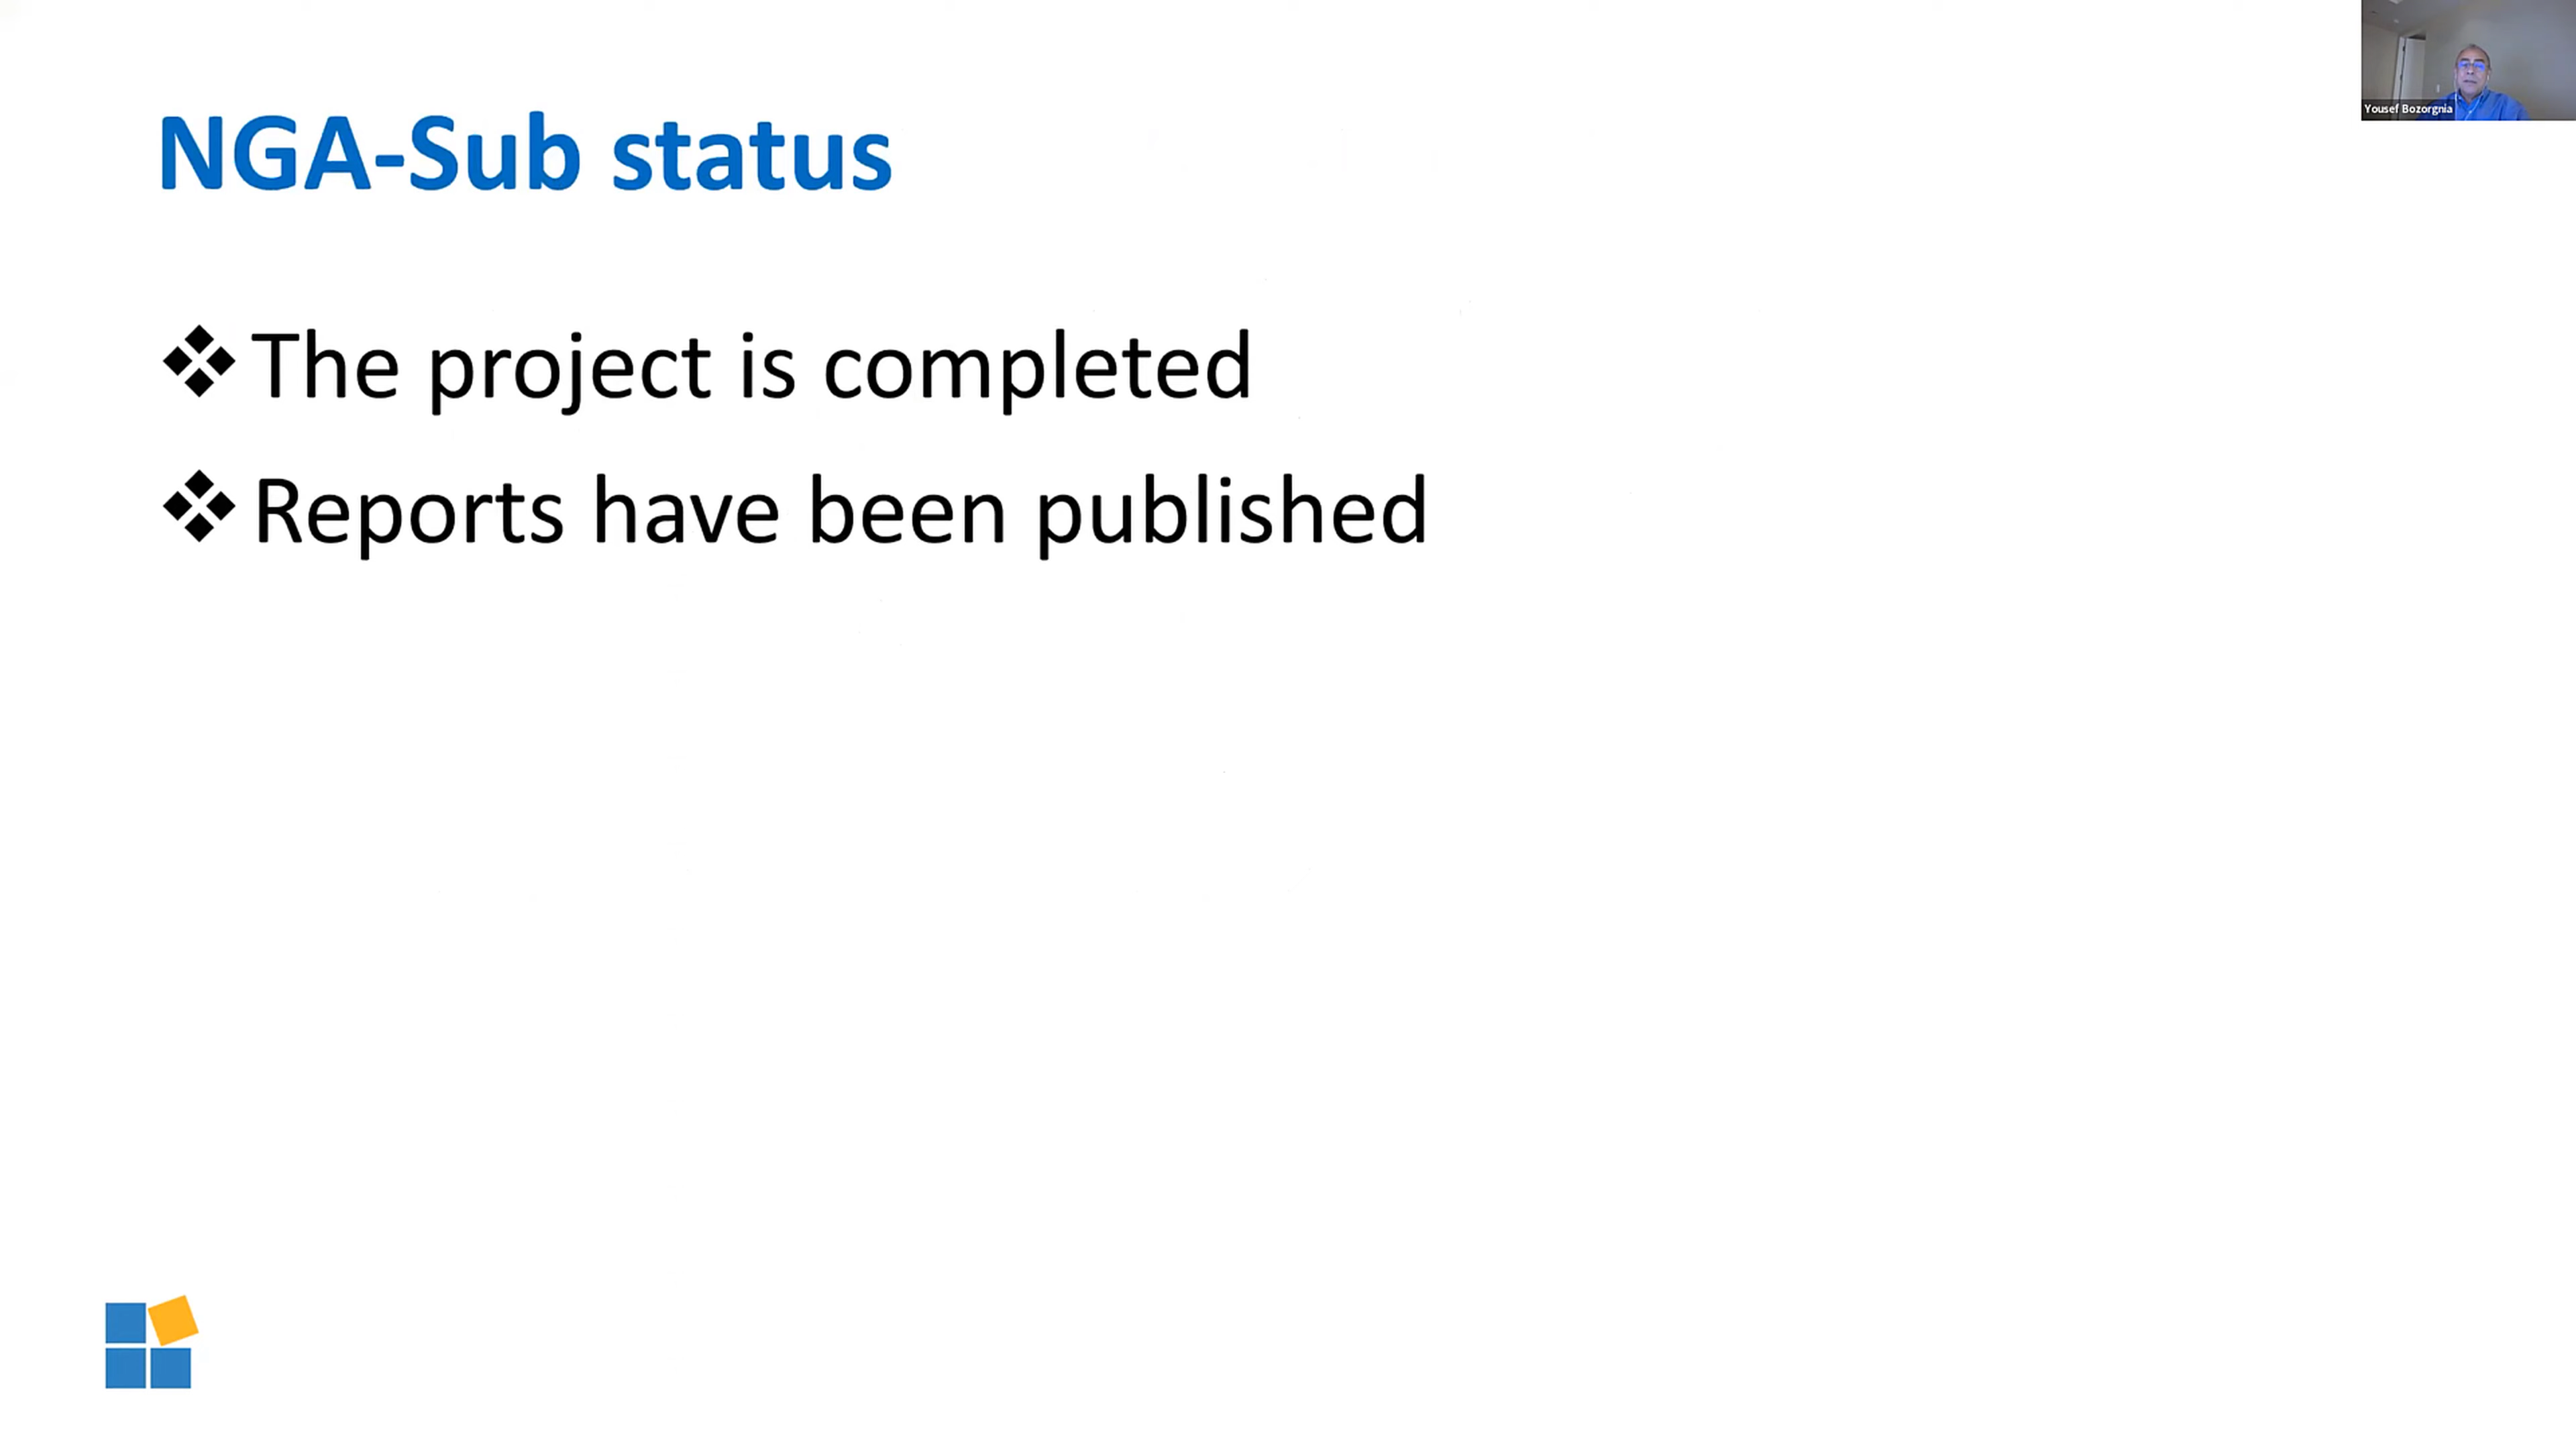 NGA-Sub status
❖ The project is completed
❖ Reports have been published
Yousef Bozorgnia